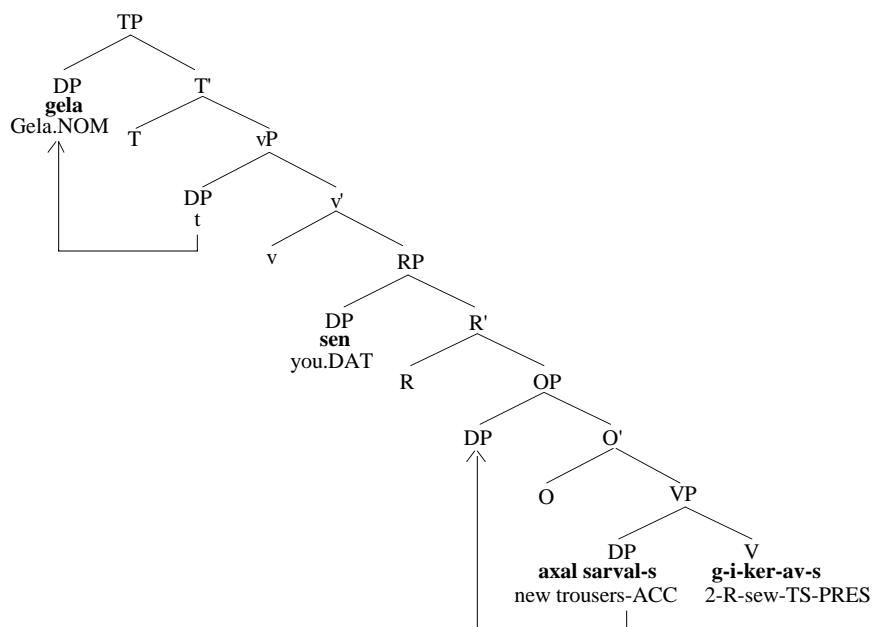 TP
DP T'
gela
Gela.NOM T vP
DP v'
t
v RP
DP R'
sen
you.DAT R OP
DP O'
O VP
DP V
axal sarval-s g-i-ker-av-s
new trousers-ACC 2-R-sew-TS-PRES